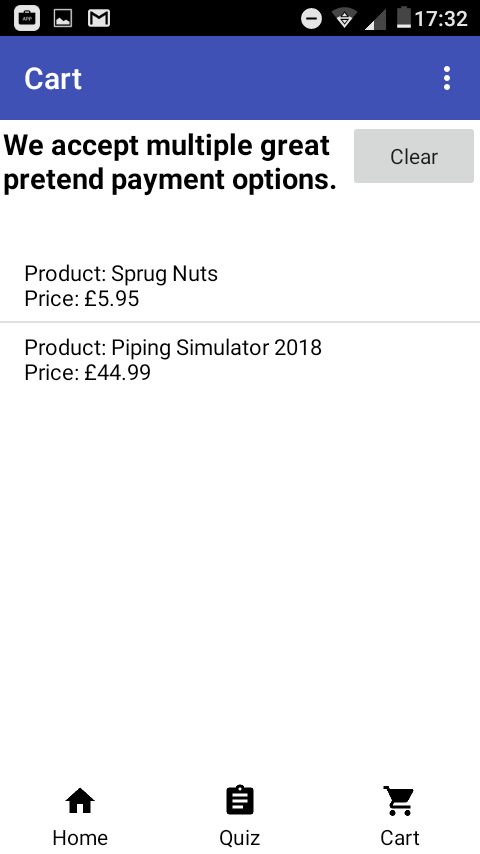 17:32
Cart
We accept multiple great
pretend payment options.
Clear
Product: Sprug Nuts
Price: £5.95
Product: Piping Simulator 2018
Price: £44.99
Home
Quiz
Cart